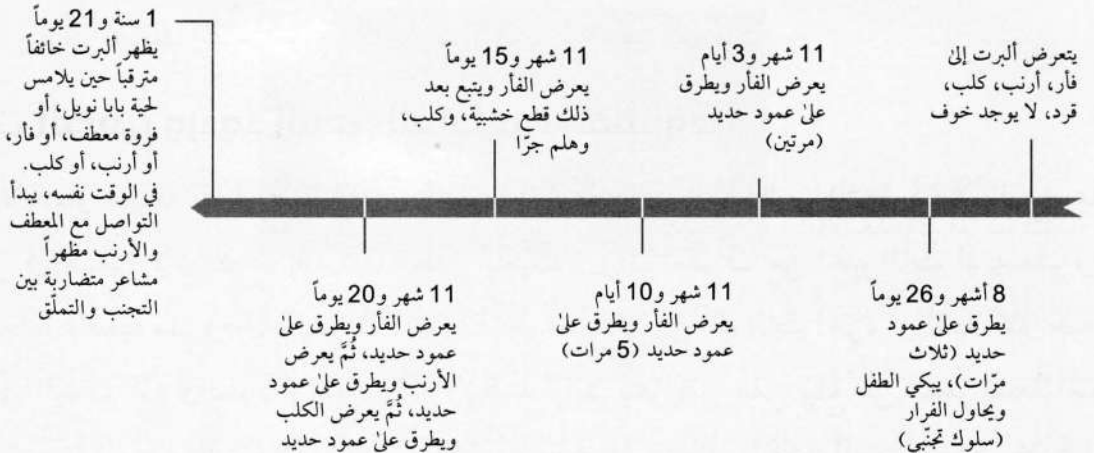 يتعرض ألبرت إلىٰ
فأر، أرنب، كلب،
قرد، لا يوجد خوف
8 أشهر و26 يوماً
يطرق علىٰ عمود
حديد (ثلاث
مرّات)، يبكي الطفل
ويحاول الفرار
(سلوك تجنّبي)
11 شهر و3 أيام
يعرض الفأر ويطرق
علىٰ عمود حديد
(مرتين)
11 شهر و10 أيام
يعرض الفأر ويطرق علىٰ
عمود حديد (5 مرات)
11 شهر و15 يوماً
يعرض الفأر ويتبع بعد
ذلك قطع خشبية، وكلب،
وهلم جرّا
11 شهر و20 يوماً
يعرض الفأر ويطرق علىٰ
عمود حديد، ثُمَّ يعرض
الأرنب ويطرق علىٰ عمود
حديد، ثُمَّ يعرض الكلب
ويطرق علىٰ عمود حديد
1 سنة و21 يوماً
يظهر ألبرت خائفاً
مترقباً حين يلامس
لحية بابا نويل، أو
فروة معطف، أو فأر،
أو أرنب، أو كلب.
في الوقت نفسه، يبدأ
التواصل مع المعطف
والأرنب مظهراً
مشاعر متضاربة بين
التجنب والتملّق